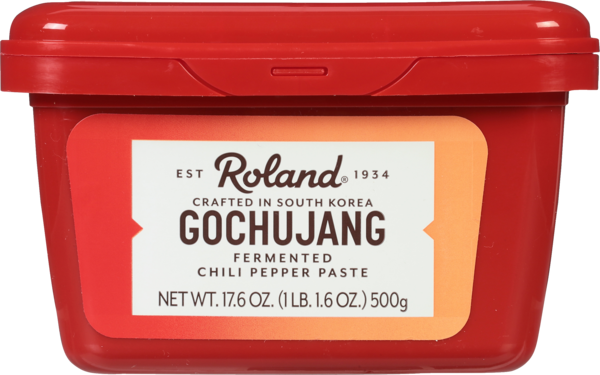 EST Roland® 1934
CRAFTED IN SOUTH KOREA
GOCHUJANG
FERMENTED
CHILI PEPPER PASTE
NET WT. 17.6 OZ. (1 LB. 1.6 OZ.) 500g